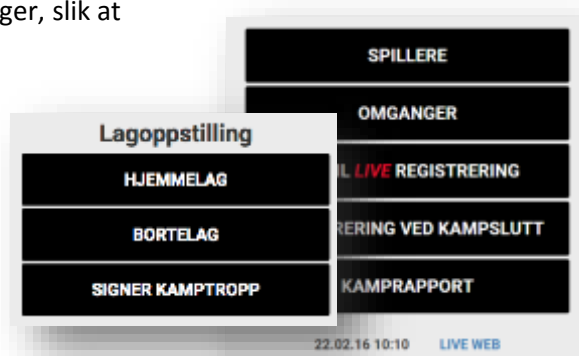 ger, slik at
SPILLERE
OMGANGER
LIVE REGISTRERING
VED KAMPSLUTT
KAMPRAPPORT
22.02.16 10:10 LIVE WEB
Lagoppstilling
HJEMMELAG
BORTELAG
SIGNER KAMPTROPP